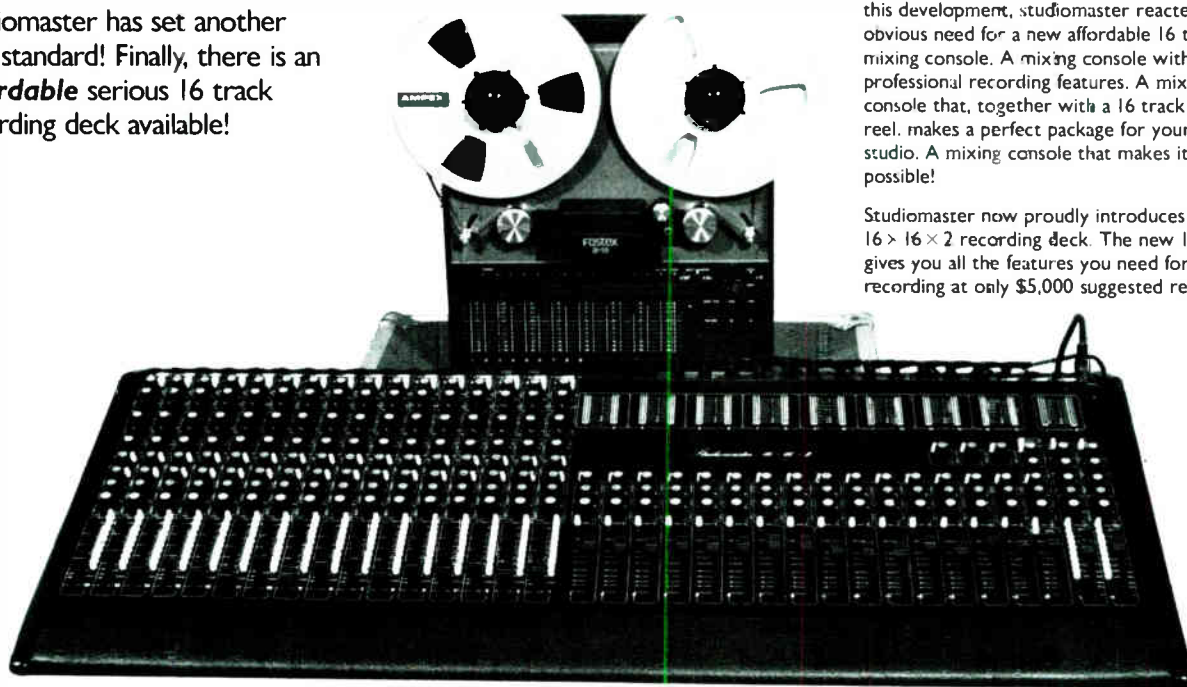 iomaster has set another
standard! Finally, there is an
rdable serious 16 track
rding deck available!
AMPEX
FOSTEX
B-16
this development, studiomaster reacte
obvious need for a new affordable 16 t
mixing console. A mixing console with
professional recording features. A mix
console that, together with a 16 track
reel. makes a perfect package for your
studio. A mixing console that makes it
possible!
Studiomaster now proudly introduces
16 × 16 × 2 recording deck. The new I
gives you all the features you need for
recording at only $5,000 suggested re